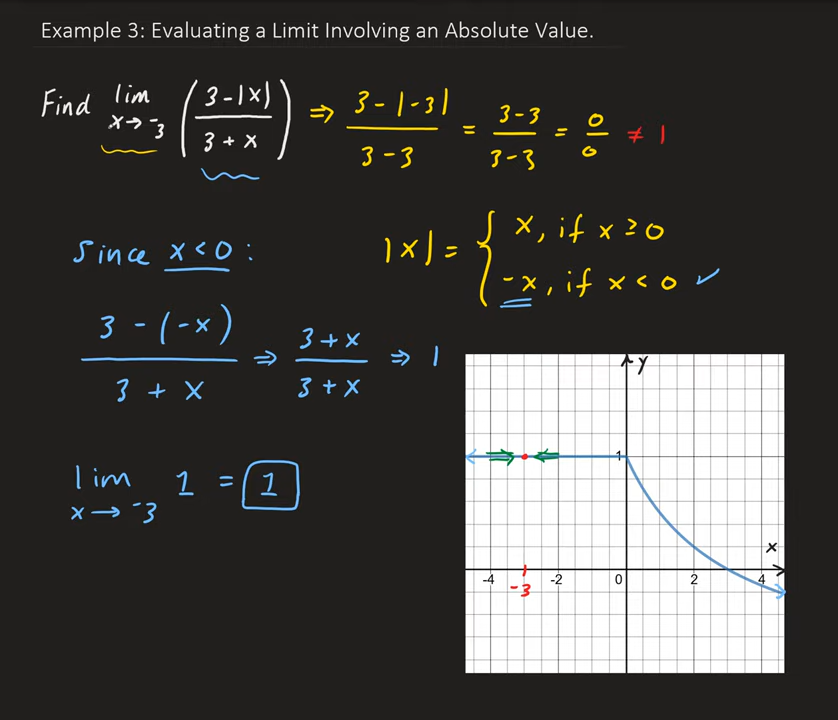 Example 3: Evaluating a Limit Involving an Absolute Value.
Find lim x→-3 ((3-|x|)/(3+x)) ⇒ (3-|-3|)/(3-3) = (3-3)/(3-3) = 0/0 ≠ 1
|x| = { x, if x ≥ 0
-x, if x < 0 ✓
Since x<0:
(3-(-x))/(3+x) ⇒ (3+x)/(3+x) ⇒ 1
lim x→-3 1 = 1
y
1
x
-4 -2 0 2 4
-3